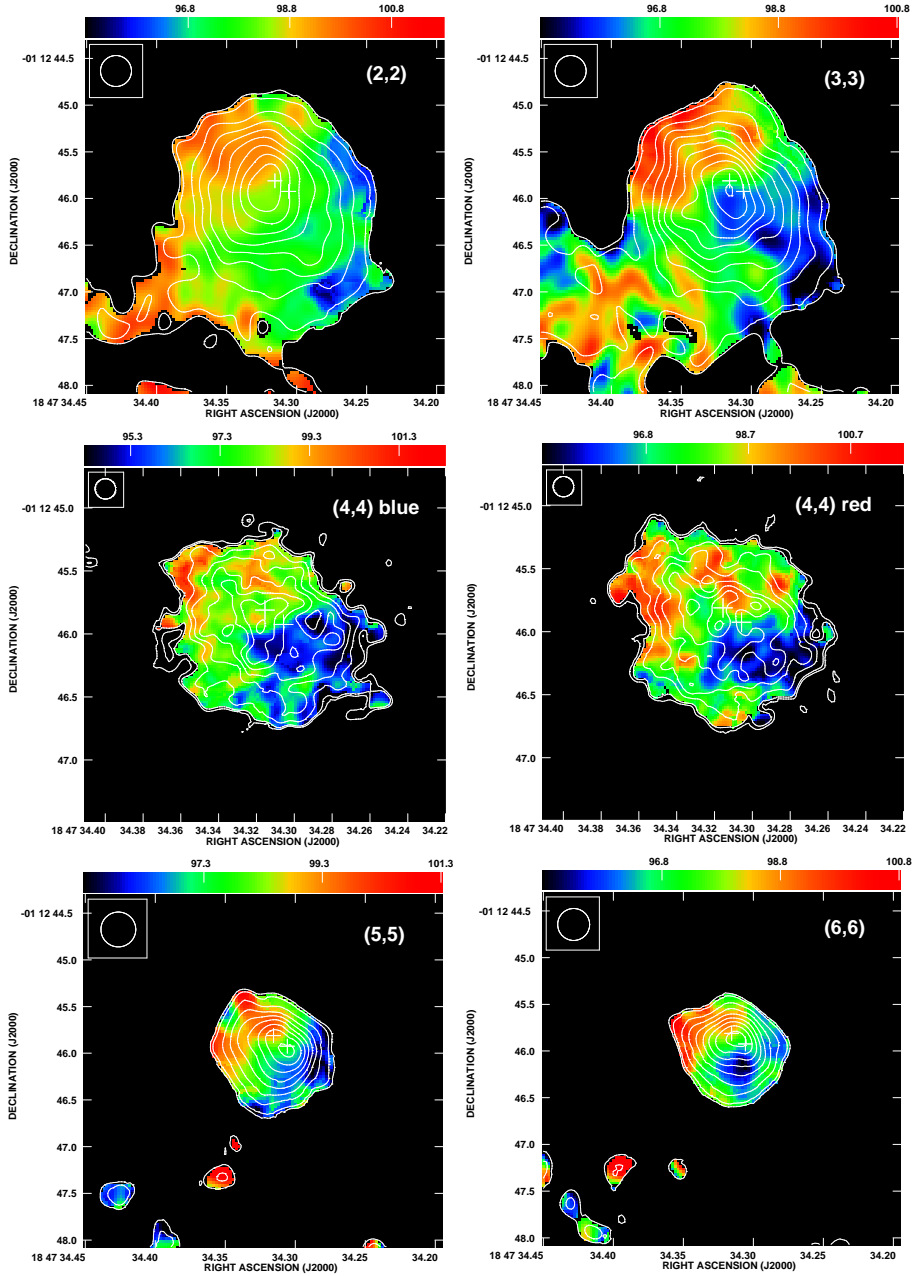 96.8 98.8 100.8
(2,2)
-01 12 44.5
45.0
45.5
46.0
46.5
47.0
47.5
48.0
DECLINATION (J2000)
18 47 34.45 34.40 34.35 34.30 34.25 34.20
RIGHT ASCENSION (J2000)
96.8 98.8 100.8
(3,3)
-01 12 44.5
45.0
45.5
46.0
46.5
47.0
47.5
48.0
DECLINATION (J2000)
18 47 34.45 34.40 34.35 34.30 34.25 34.20
RIGHT ASCENSION (J2000)
95.3 97.3 99.3 101.3
(4,4) blue
-01 12 45.0
45.5
46.0
46.5
47.0
DECLINATION (J2000)
18 47 34.40 34.38 34.36 34.34 34.32 34.30 34.28 34.26 34.24 34.22
RIGHT ASCENSION (J2000)
96.8 98.7 100.7
(4,4) red
-01 12 45.0
45.5
46.0
46.5
47.0
DECLINATION (J2000)
18 47 34.40 34.38 34.36 34.34 34.32 34.30 34.28 34.26 34.24 34.22
RIGHT ASCENSION (J2000)
97.3 99.3 101.3
(5,5)
-01 12 44.5
45.0
45.5
46.0
46.5
47.0
47.5
48.0
DECLINATION (J2000)
18 47 34.45 34.40 34.35 34.30 34.25 34.20
RIGHT ASCENSION (J2000)
96.8 98.8 100.8
(6,6)
-01 12 44.5
45.0
45.5
46.0
46.5
47.0
47.5
48.0
DECLINATION (J2000)
18 47 34.45 34.40 34.35 34.30 34.25 34.20
RIGHT ASCENSION (J2000)